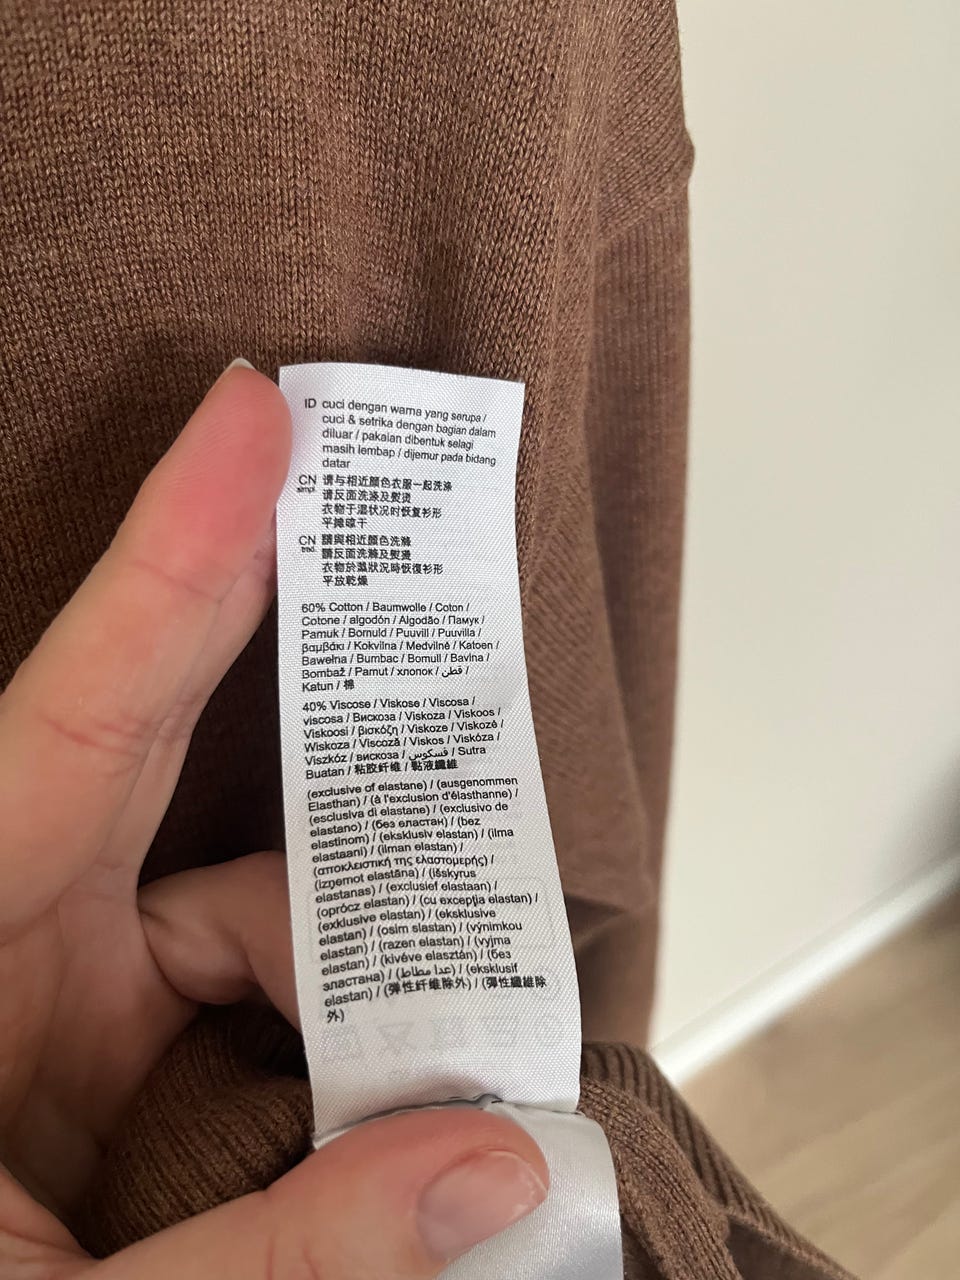 ID cuci dengan warna yang serupa /
cuci & setrika dengan bagian dalam
diluar / pakaian dibentuk selagi
masih lembap / dijemur pada bidang
datar
CN 请与相近颜色衣服一起洗涤
simpl. 请反面洗涤及熨烫
衣物于湿状况时恢复衫形
平摊晾干
CN 請與相近顏色洗滌
trad. 請反面洗滌及熨燙
衣物於濕狀況時恢復衫形
平放乾燥
60% Cotton / Baumwolle / Coton /
Cotone / algodón / Algodão / Памук /
Pamuk / Bomuld / Puuvill / Puuvilla /
βαμβάκι / Kokvilna / Medvilnė / Katoen /
Bawełna / Bumbac / Bomull / Bavlna /
Bombaž / Pamut / хлопок / قطن /
Katun / 棉
40% Viscose / Viskose / Viscosa /
viscosa / Вискоза / Viskoza / Viskoos /
Viskoosi / βισκόζη / Viskoze / Viskozė /
Wiskoza / Viscoză / Viskos / Viskóza /
Viszkóz / вискоза / فسكوس / Sutra
Buatan / 粘胶纤维 / 黏液纖維
(exclusive of elastane) / (ausgenommen
Elasthan) / (à l'exclusion d'élasthanne) /
(esclusiva di elastane) / (exclusivo de
elastano) / (без еластан) / (bez
elastinom) / (eksklusiv elastan) / (ilma
elastaani) / (ilman elastan) /
(αποκλειστική της ελαστομερής) /
(izņemot elastāna) / (išskyrus
elastanas) / (exclusief elastaan) /
(oprócz elastan) / (cu excepția elastan) /
(exklusive elastan) / (eksklusive
elastan) / (osim slastan) / (výnimkou
elastan) / (razen elastan) / (vyjma
elastan) / (kivéve elasztán) / (без
эластана) / (عدا مطاط) / (eksklusif
elastan) / (弹性纤维除外) / (彈性纖維除
外)